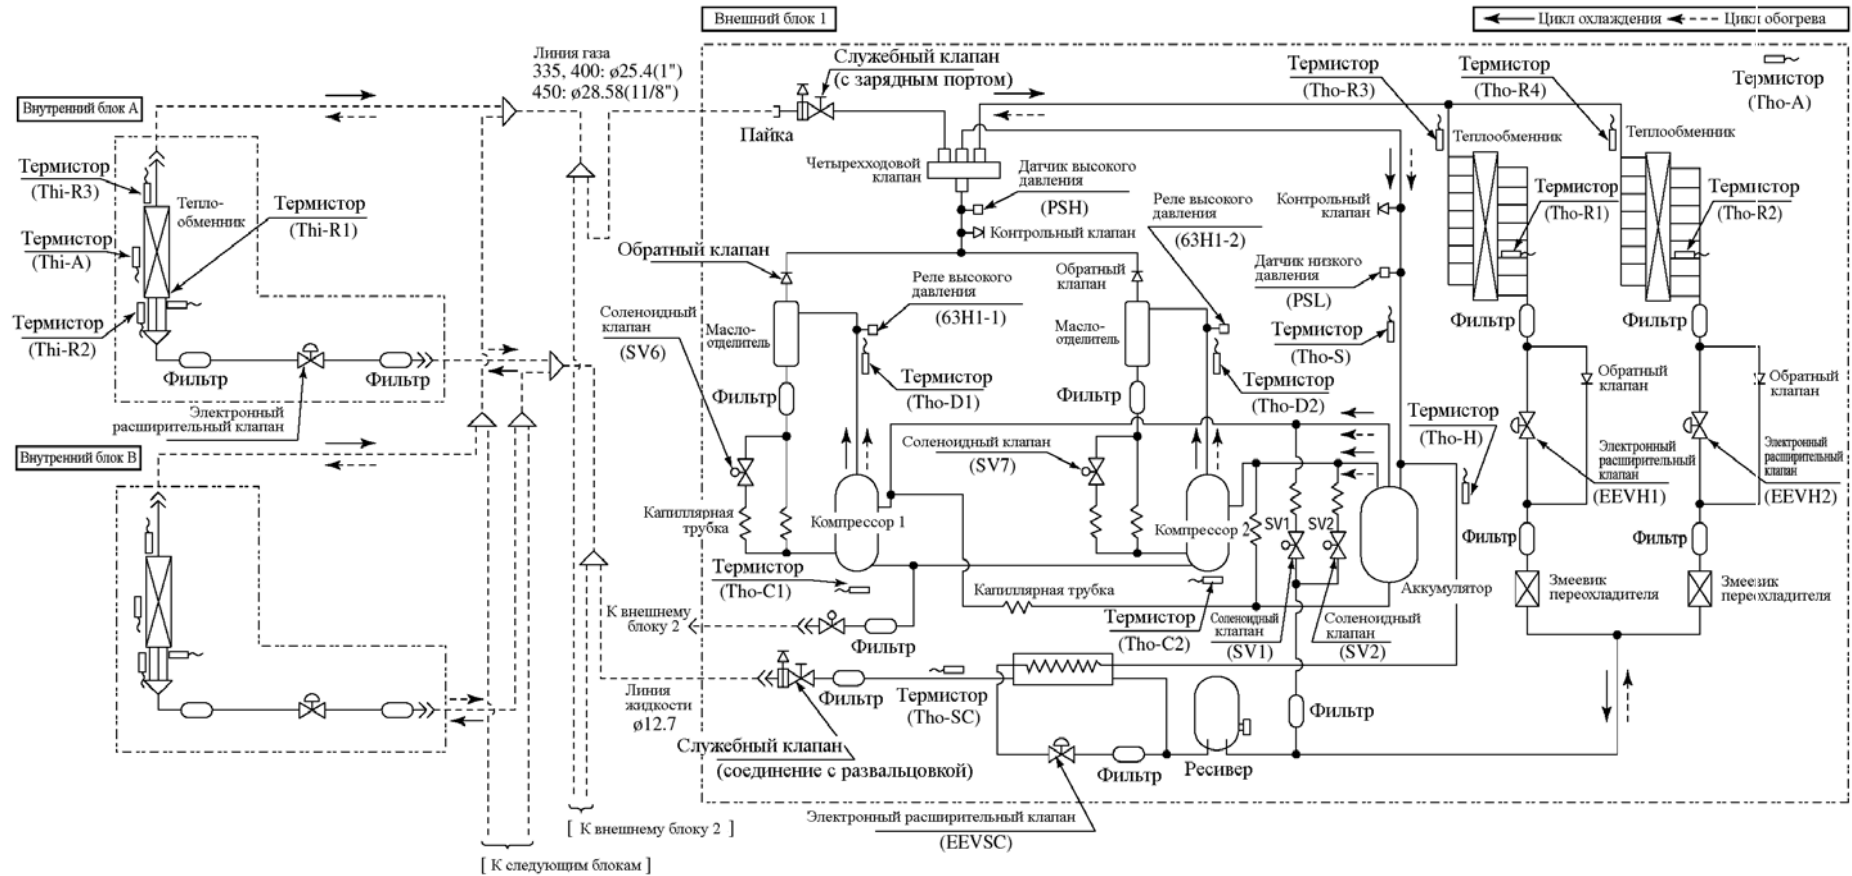 Внешний блок 1
Цикл охлаждения
Цикл обогрева
Линия газа
335, 400: ø25.4(1")
450: ø28.58(11/8")
Служебный клапан
(с зарядным портом)
Пайка
Термистор
(Tho-R3)
Термистор
(Tho-R4)
Термистор
(Tho-A)
Внутренний блок A
Термистор
(Thi-R3)
Тепло-
обменник
Термистор
(Thi-R1)
Термистор
(Thi-A)
Термистор
(Thi-R2)
Фильтр
Фильтр
Электронный
расширительный клапан
Внутренний блок B
Четырехходовой
клапан
Датчик высокого
давления
(PSH)
Контрольный клапан
Реле высокого
давления
(63H1-2)
Контрольный
клапан
Теплообменник
Теплообменник
Термистор
(Tho-R1)
Термистор
(Tho-R2)
Обратный клапан
Реле высокого
давления
(63H1-1)
Обратный
клапан
Датчик низкого
давления
(PSL)
Соленоидный
клапан
(SV6)
Масло-
отделитель
Масло-
отделитель
Термистор
(Tho-S)
Фильтр
Фильтр
Фильтр
Термистор
(Tho-D1)
Фильтр
Термистор
(Tho-D2)
Обратный
клапан
Обратный
клапан
Термистор
(Tho-H)
Соленоидный клапан
(SV7)
Электронный
расширительный
клапан
(EEVH1)
Электронный
расширительный
клапан
(EEVH2)
Капиллярная
трубка
Компрессор 1
Компрессор 2
SV1
SV2
Фильтр
Фильтр
Термистор
(Tho-C1)
Капиллярная трубка
Аккумулятор
Змеевик
переохладителя
Змеевик
переохладителя
К внешнему
блоку 2
Фильтр
Термистор
(Tho-C2)
Соленоидный
клапан
(SV1)
Соленоидный
клапан
(SV2)
Линия
жидкости
ø12.7
Фильтр
Термистор
(Tho-SC)
Фильтр
Служебный клапан
(соединение с развальцовкой)
Фильтр
Ресивер
Электронный расширительный клапан
(EEVSC)
[ К внешнему блоку 2 ]
[ К следующим блокам ]